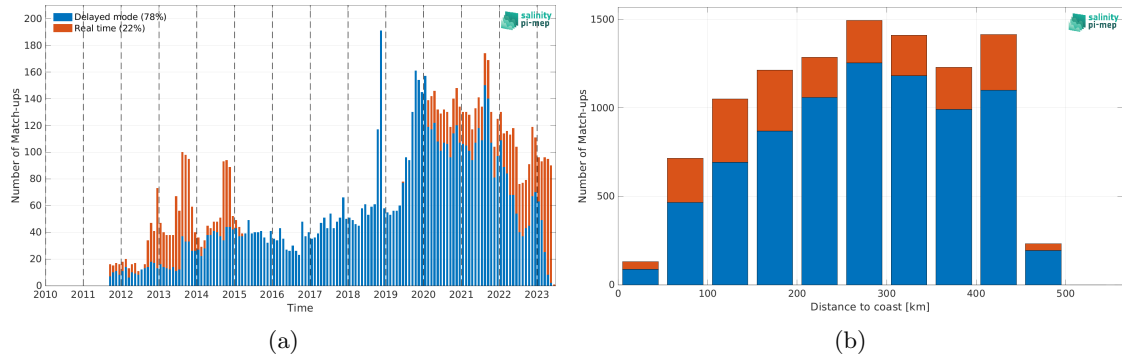 210
200
180
160
140
120
100
80
60
40
20
0
Number of Match-ups
Delayed mode (78%)
Real time (22%)
salinity
pi-mep
2010 2011 2012 2013 2014 2015 2016 2017 2018 2019 2020 2021 2022 2023
Time
(a)
1500
1000
500
0
Number of Match-ups
salinity
pi-mep
0 100 200 300 400 500
Distance to coast [km]
(b)